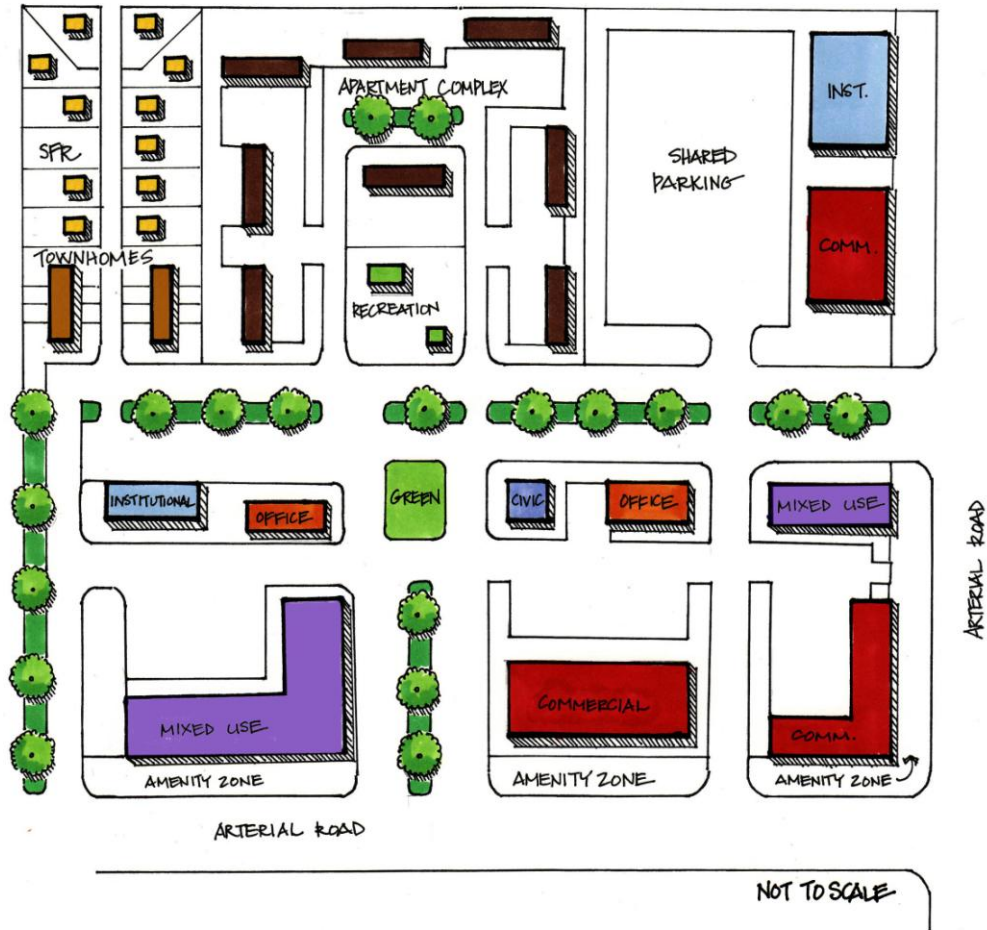 APARTMENT COMPLEX
INST.
SFR
SHARED
PARKING
COMM.
TOWNHOMES
RECREATION
INSTITUTIONAL
OFFICE
GREEN
CIVIC
OFFICE
MIXED USE
ARTERIAL ROAD
MIXED USE
COMMERCIAL
COMM.
AMENITY ZONE
AMENITY ZONE
AMENITY ZONE
ARTERIAL ROAD
NOT TO SCALE